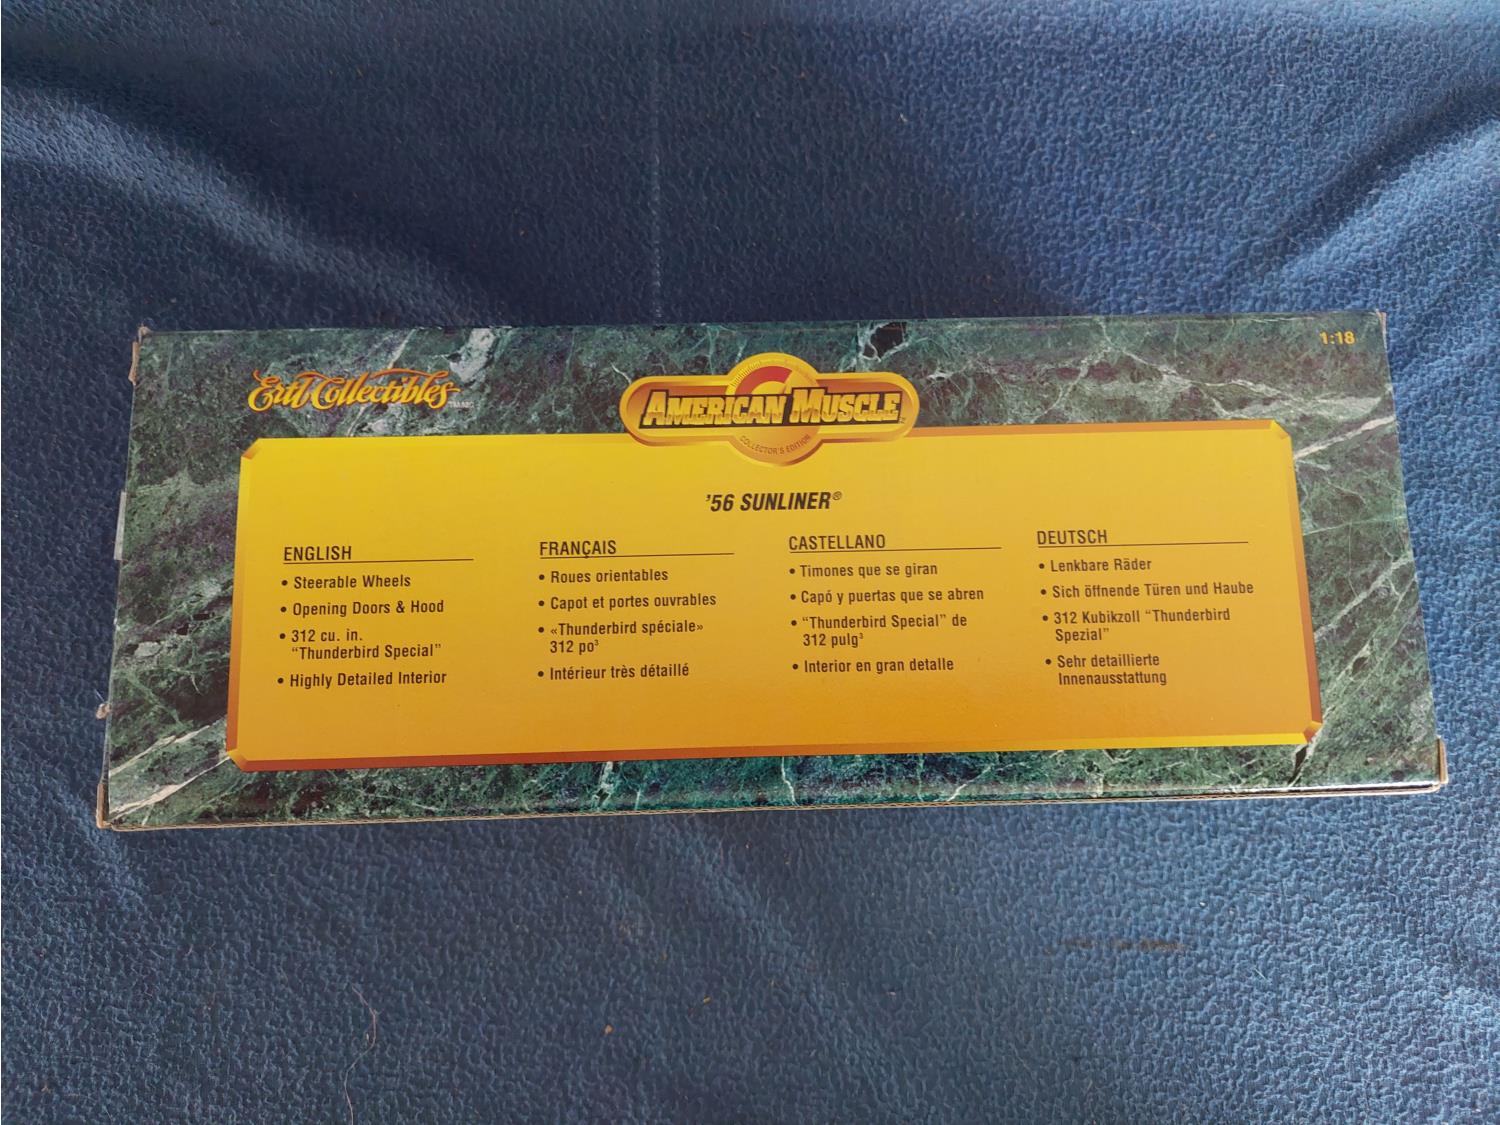 1:18
Ertl Collectibles
AMERICAN MUSCLE
COLLECTOR'S EDITION
'56 SUNLINER®
ENGLISH
• Steerable Wheels
• Opening Doors & Hood
• 312 cu. in.
"Thunderbird Special"
• Highly Detailed Interior
FRANÇAIS
• Roues orientables
• Capot et portes ouvrables
• «Thunderbird spéciale»
312 po³
• Intérieur très détaillé
CASTELLANO
• Timones que se giran
• Capó y puertas que se abren
• "Thunderbird Special" de
312 pulg³
• Interior en gran detalle
DEUTSCH
• Lenkbare Räder
• Sich öffnende Türen und Haube
• 312 Kubikzoll "Thunderbird
Spezial"
• Sehr detaillierte
Innenausstattung